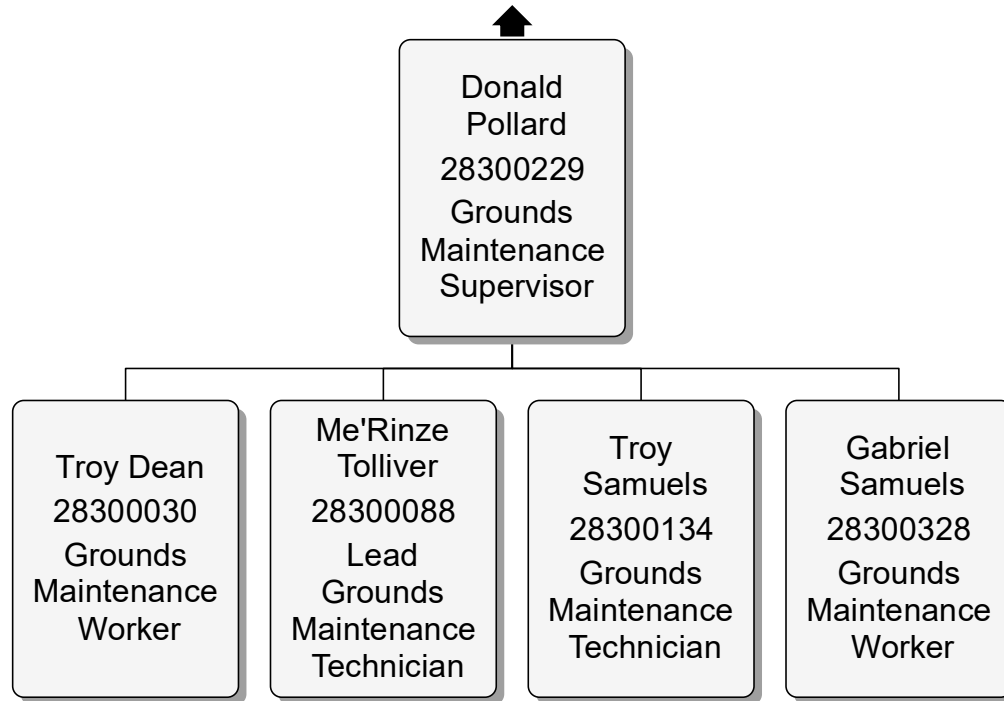 Donald
Pollard
28300229
Grounds
Maintenance
Supervisor
Troy Dean
28300030
Grounds
Maintenance
Worker
Me'Rinze
Tolliver
28300088
Lead
Grounds
Maintenance
Technician
Troy
Samuels
28300134
Grounds
Maintenance
Technician
Gabriel
Samuels
28300328
Grounds
Maintenance
Worker